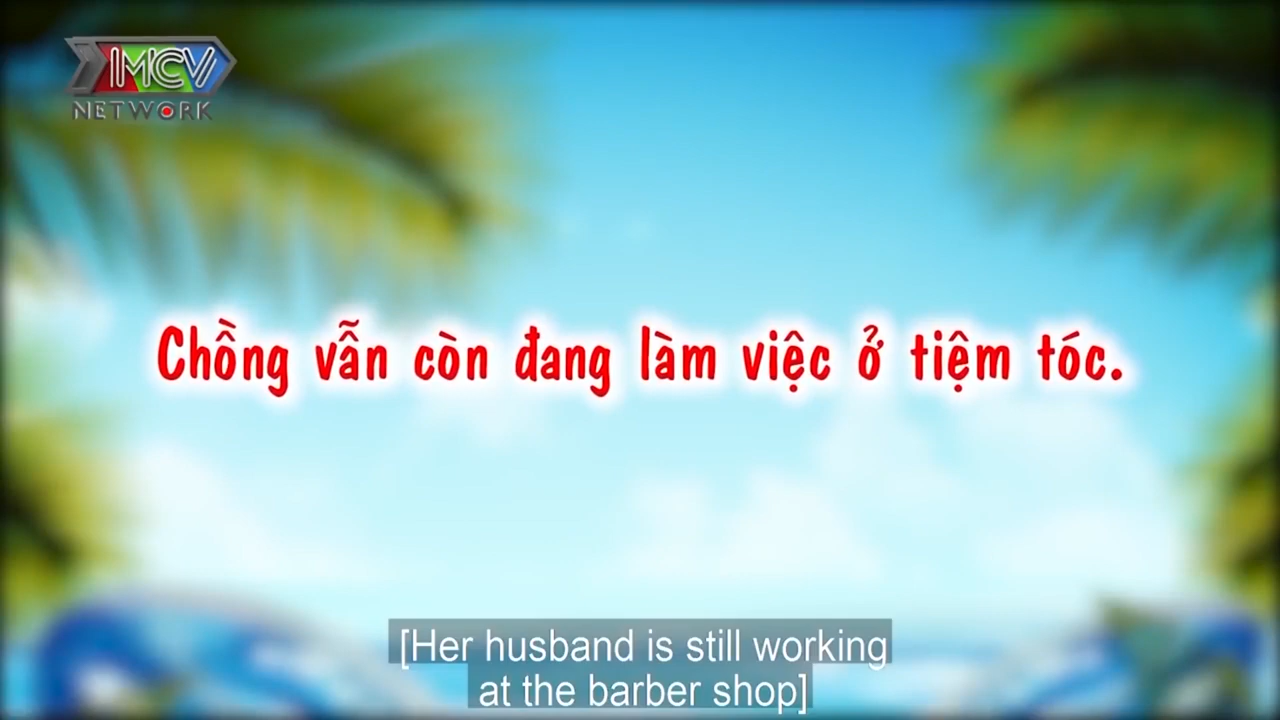 MCV
NETWORK
Chồng vẫn còn đang làm việc ở tiệm tóc.
[Her husband is still working
at the barber shop]